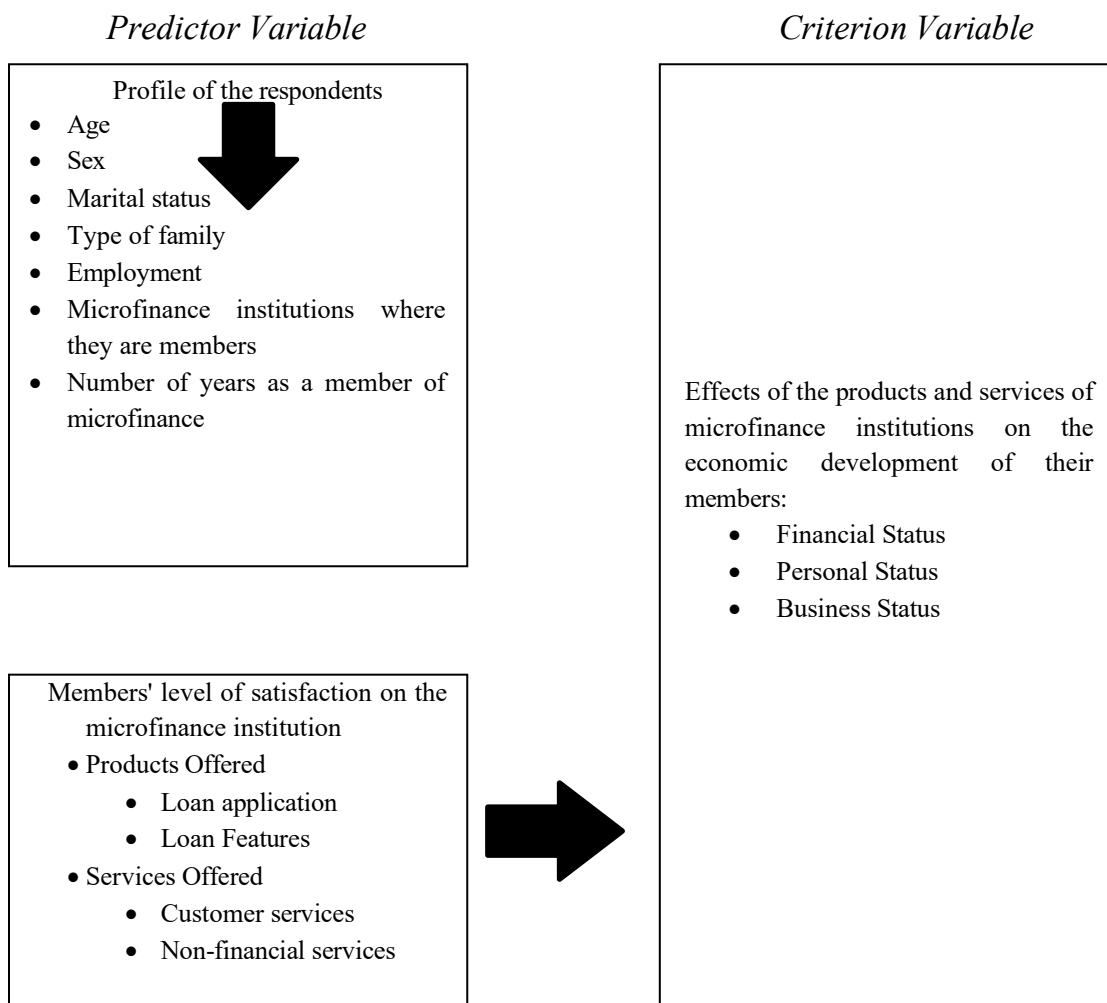 Predictor Variable
Profile of the respondents
• Age
• Sex
• Marital status
• Type of family
• Employment
• Microfinance institutions where
they are members
• Number of years as a member of
microfinance
Members' level of satisfaction on the
microfinance institution
• Products Offered
• Loan application
• Loan Features
• Services Offered
• Customer services
• Non-financial services
Criterion Variable
Effects of the products and services of
microfinance institutions on the
economic development of their
members:
• Financial Status
• Personal Status
• Business Status